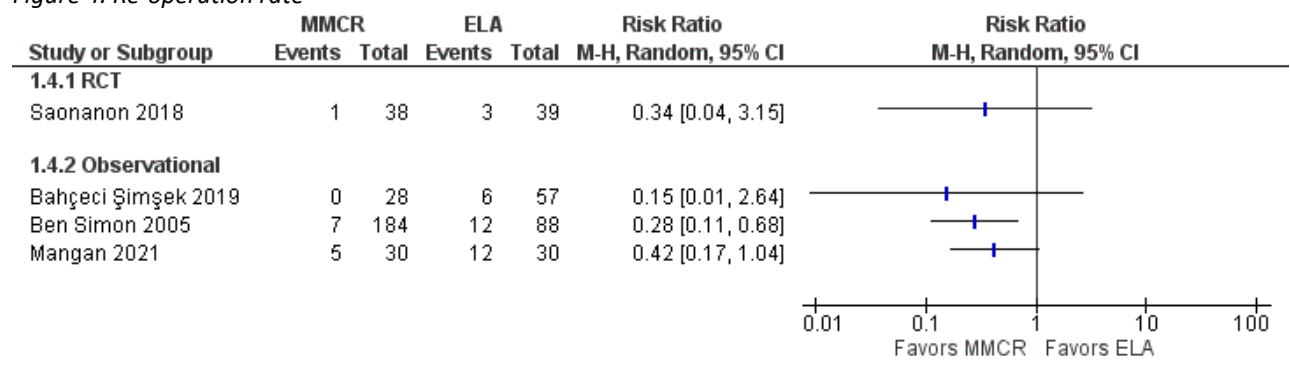 Figure 4. Re-operation rate
MMCR ELA Risk Ratio Risk Ratio
Study or Subgroup Events Total Events Total M-H, Random, 95% CI M-H, Random, 95% CI
1.4.1 RCT
Saonanon 2018 1 38 3 39 0.34 [0.04, 3.15]
1.4.2 Observational
Bahçeci Şimşek 2019 0 28 6 57 0.15 [0.01, 2.64]
Ben Simon 2005 7 184 12 88 0.28 [0.11, 0.68]
Mangan 2021 5 30 12 30 0.42 [0.17, 1.04]
0.01 0.1 1 10 100
Favors MMCR Favors ELA